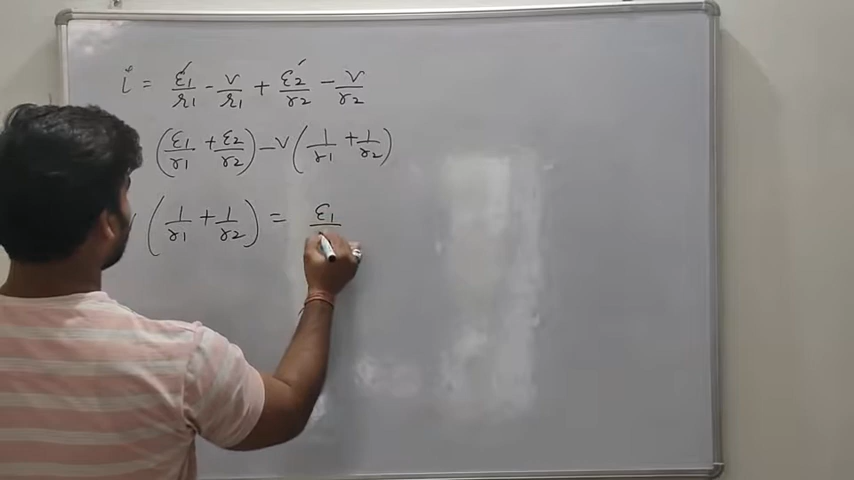 i = ε1/r1 - v/r1 + ε2/r2 - v/r2
(ε1/r1 + ε2/r2) - v (1/r1 + 1/r2)
(1/r1 + 1/r2) = ε1